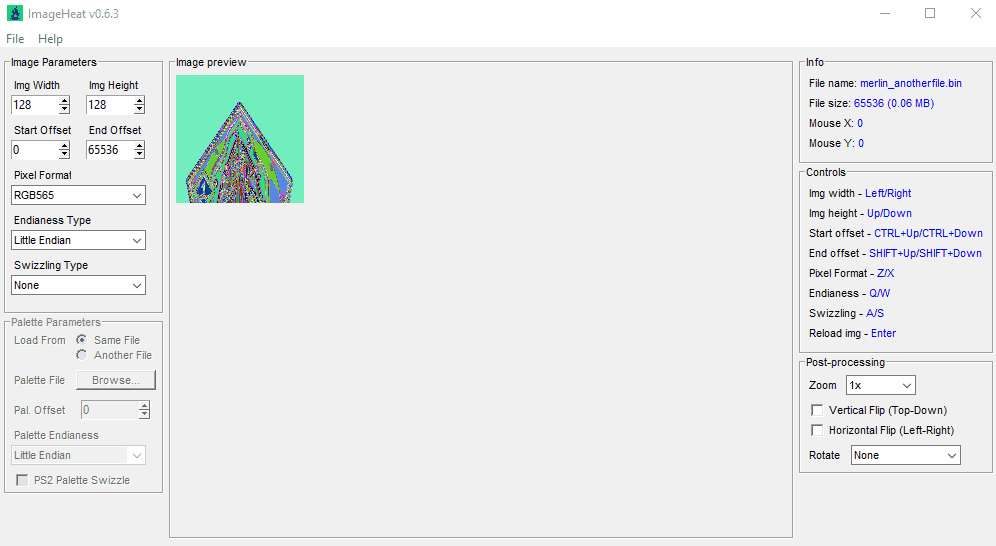 ImageHeat v0.6.3
File Help
Image Parameters
Img Width Img Height
128 128
Start Offset End Offset
0 65536
Pixel Format
RGB565
Endianess Type
Little Endian
Swizzling Type
None
Palette Parameters
Load From Same File
Another File
Palette File Browse...
Pal. Offset 0
Palette Endianess
Little Endian
PS2 Palette Swizzle
Image preview
Info
File name: merlin_anotherfile.bin
File size: 65536 (0.06 MB)
Mouse X: 0
Mouse Y: 0
Controls
Img width - Left/Right
Img height - Up/Down
Start offset - CTRL+Up/CTRL+Down
End offset - SHIFT+Up/SHIFT+Down
Pixel Format - Z/X
Endianess - Q/W
Swizzling - A/S
Reload img - Enter
Post-processing
Zoom 1x
Vertical Flip (Top-Down)
Horizontal Flip (Left-Right)
Rotate None